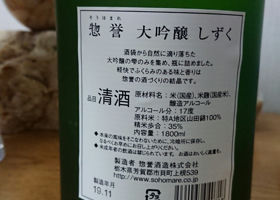 そうほまれ
惣誉 大吟醸 しずく
酒袋から自然に滴り落ちた
大吟醸の雫のみを集め、瓶に詰めました。
軽快でふくらみのある味と香りは
惣誉の酒づくりの結晶です。
品目 清酒
原材料名：米(国産)、米麹(国産米)、
醸造アルコール
アルコール分：17度
原料米：特A地区山田錦100%
精米歩合：35%
内容量：1800ml
製造者 惣誉酒造株式会社
栃木県芳賀郡市貝町上根539
http://www.sohomare.co.jp
製造年月
19.11